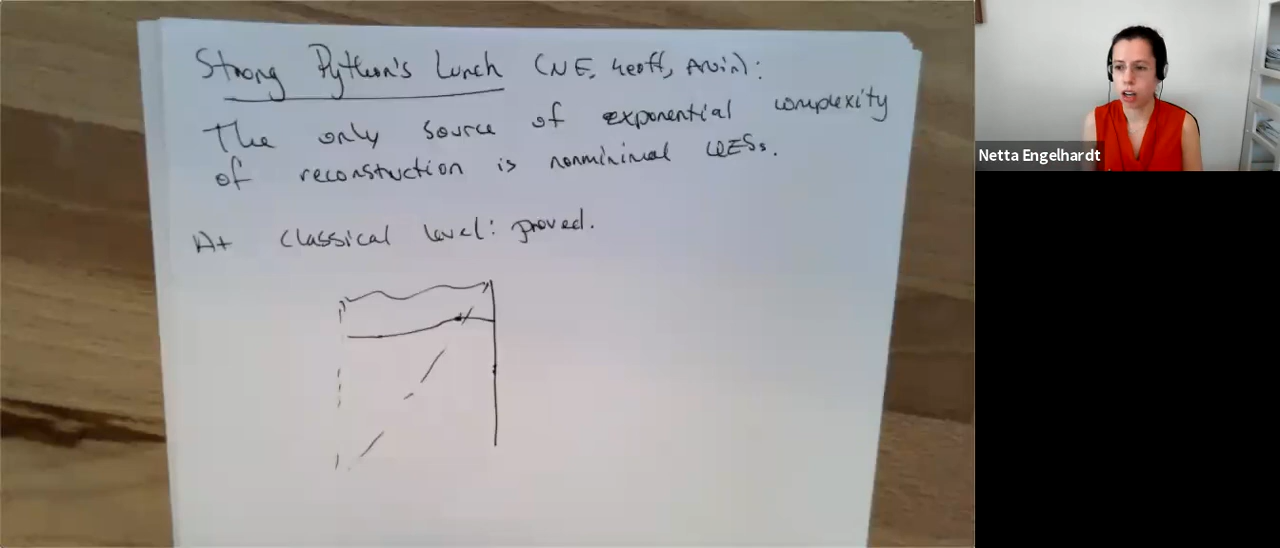 Strong Python's Lunch (NE, Geoff, Arvin):
The only source of exponential complexity
of reconstuction is nonminimal QESs.
At classical level: proved.
Netta Engelhardt